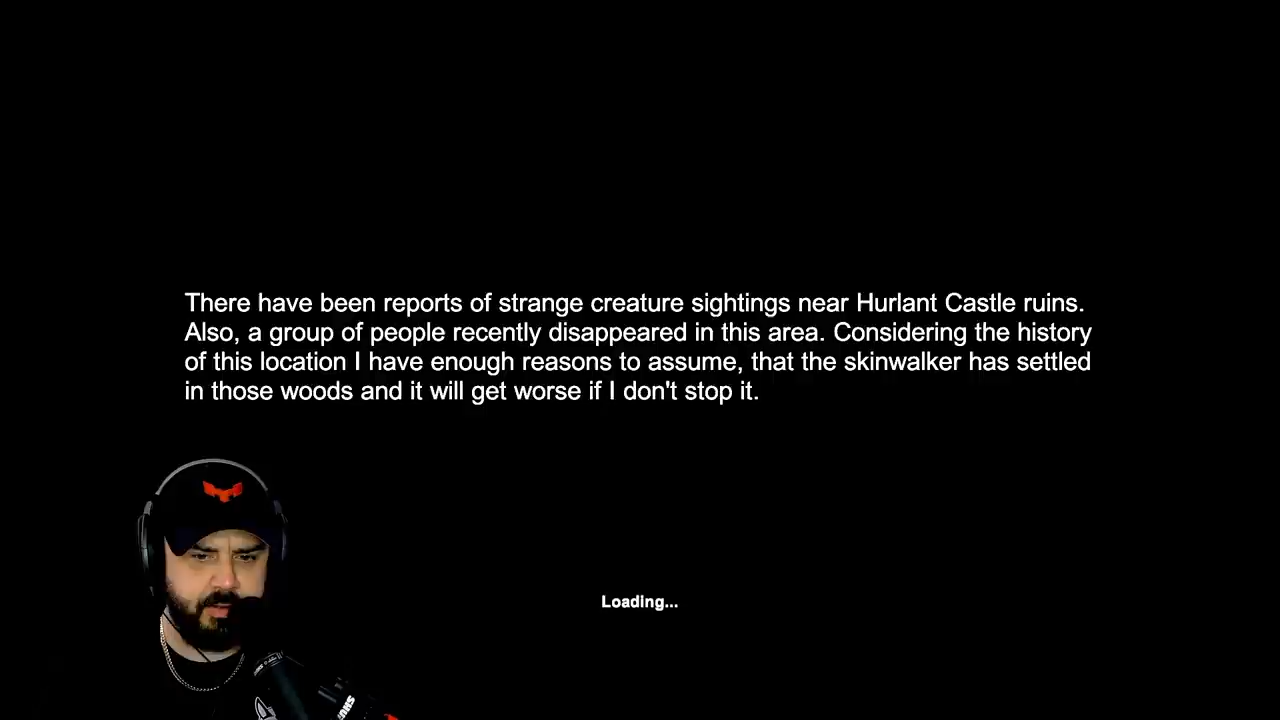 There have been reports of strange creature sightings near Hurlant Castle ruins.
Also, a group of people recently disappeared in this area. Considering the history
of this location I have enough reasons to assume, that the skinwalker has settled
in those woods and it will get worse if I don't stop it.
Loading...